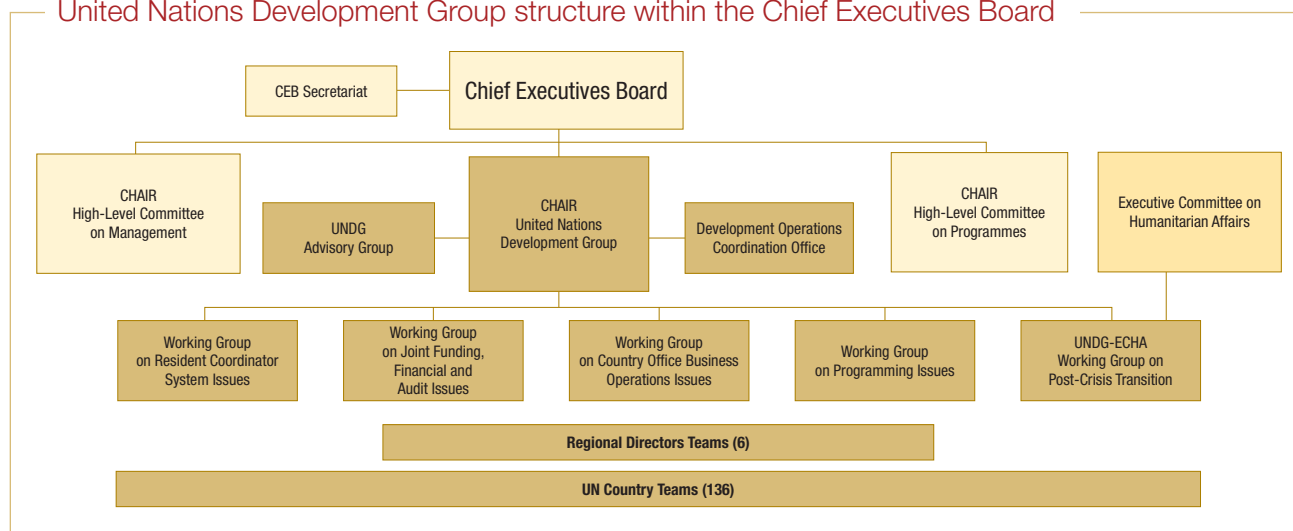 United Nations Development Group structure within the Chief Executives Board
CEB Secretariat
Chief Executives Board
CHAIR
High-Level Committee
on Management
UNDG
Advisory Group
CHAIR
United Nations
Development Group
Development Operations
Coordination Office
CHAIR
High-Level Committee
on Programmes
Executive Committee on
Humanitarian Affairs
Working Group
on Resident Coordinator
System Issues
Working Group
on Joint Funding,
Financial and
Audit Issues
Working Group
on Country Office Business
Operations Issues
Working Group
on Programming Issues
UNDG-ECHA
Working Group on
Post-Crisis Transition
Regional Directors Teams (6)
UN Country Teams (136)